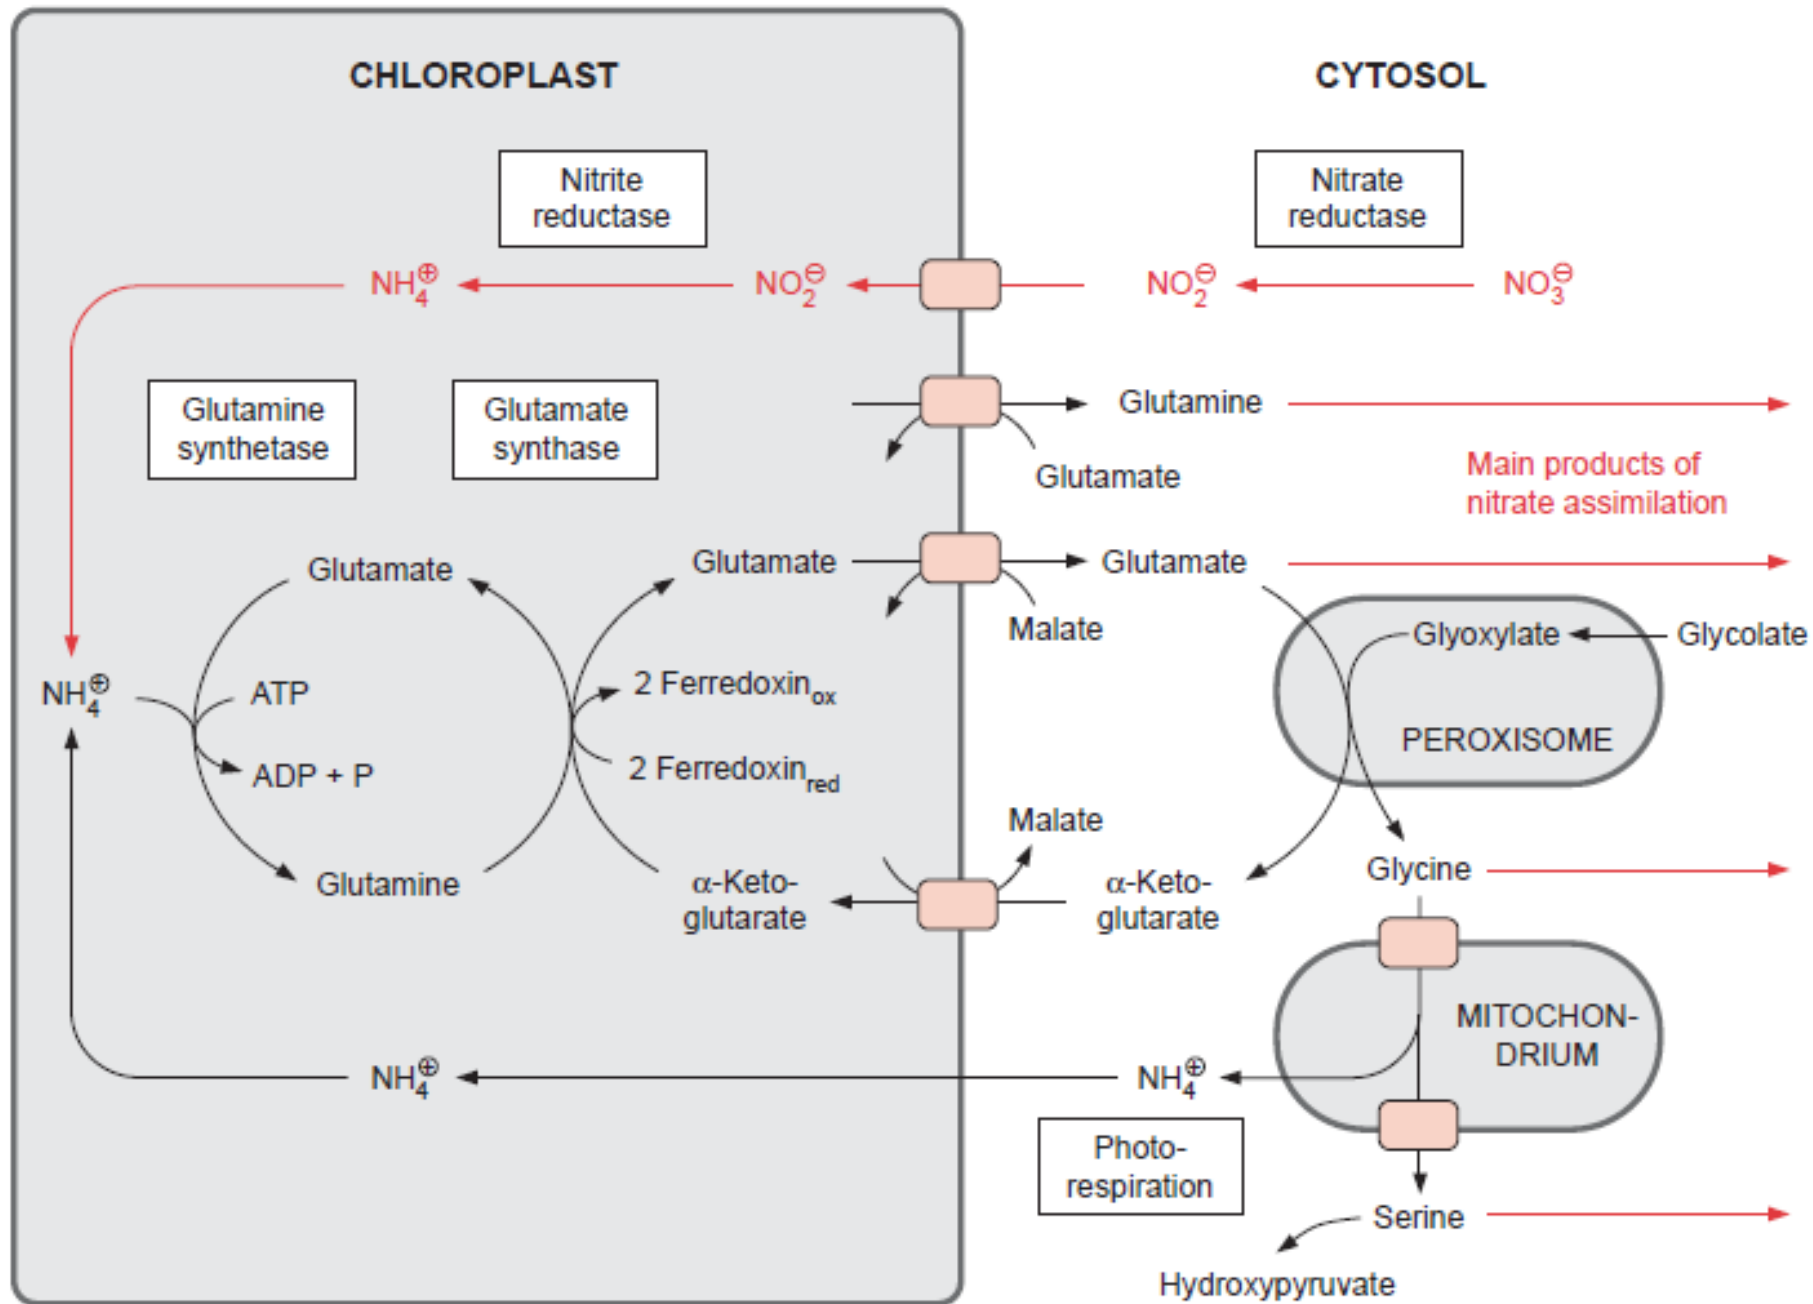 CHLOROPLAST
CYTOSOL
Nitrite
reductase
Nitrate
reductase
NH₄⊕
NO₂⊖
NO₂⊖
NO₃⊖
Glutamine
synthetase
Glutamate
synthase
Glutamine
Glutamate
Main products of
nitrate assimilation
Glutamate
Glutamate
Glutamate
Malate
Glyoxylate
Glycolate
PEROXISOME
NH₄⊕
ATP
ADP + P
2 Ferredoxinₒₓ
2 Ferredoxin_red
Malate
Glutamine
α-Keto-
glutarate
α-Keto-
glutarate
Glycine
MITOCHON-
DRIUM
NH₄⊕
NH₄⊕
Photo-
respiration
Serine
Hydroxypyruvate